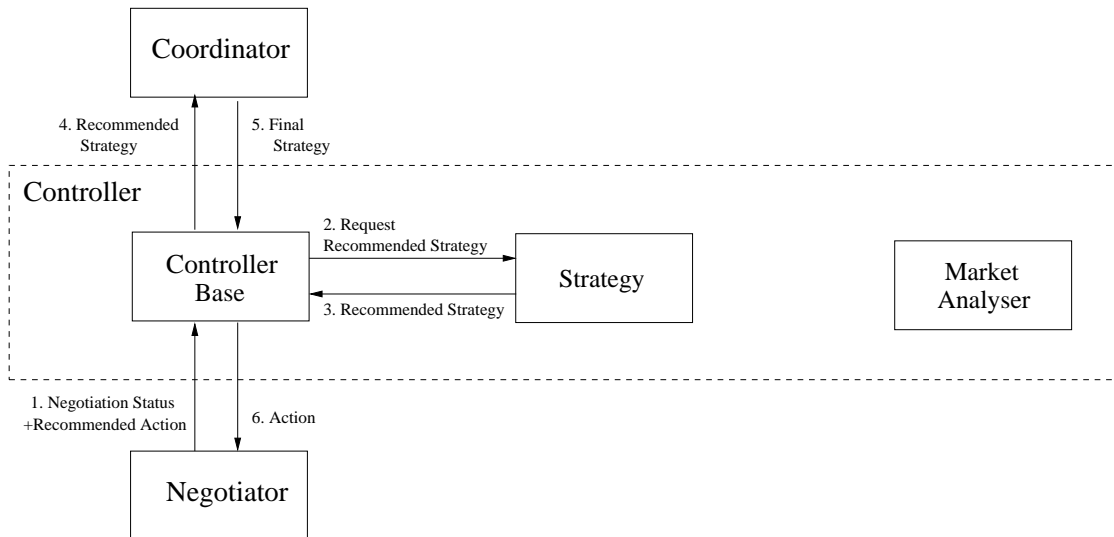 Coordinator
4. Recommended
Strategy
5. Final
Strategy
Controller
2. Request
Recommended Strategy
Controller
Base
Strategy
Market
Analyser
3. Recommended Strategy
1. Negotiation Status
+Recommended Action
6. Action
Negotiator